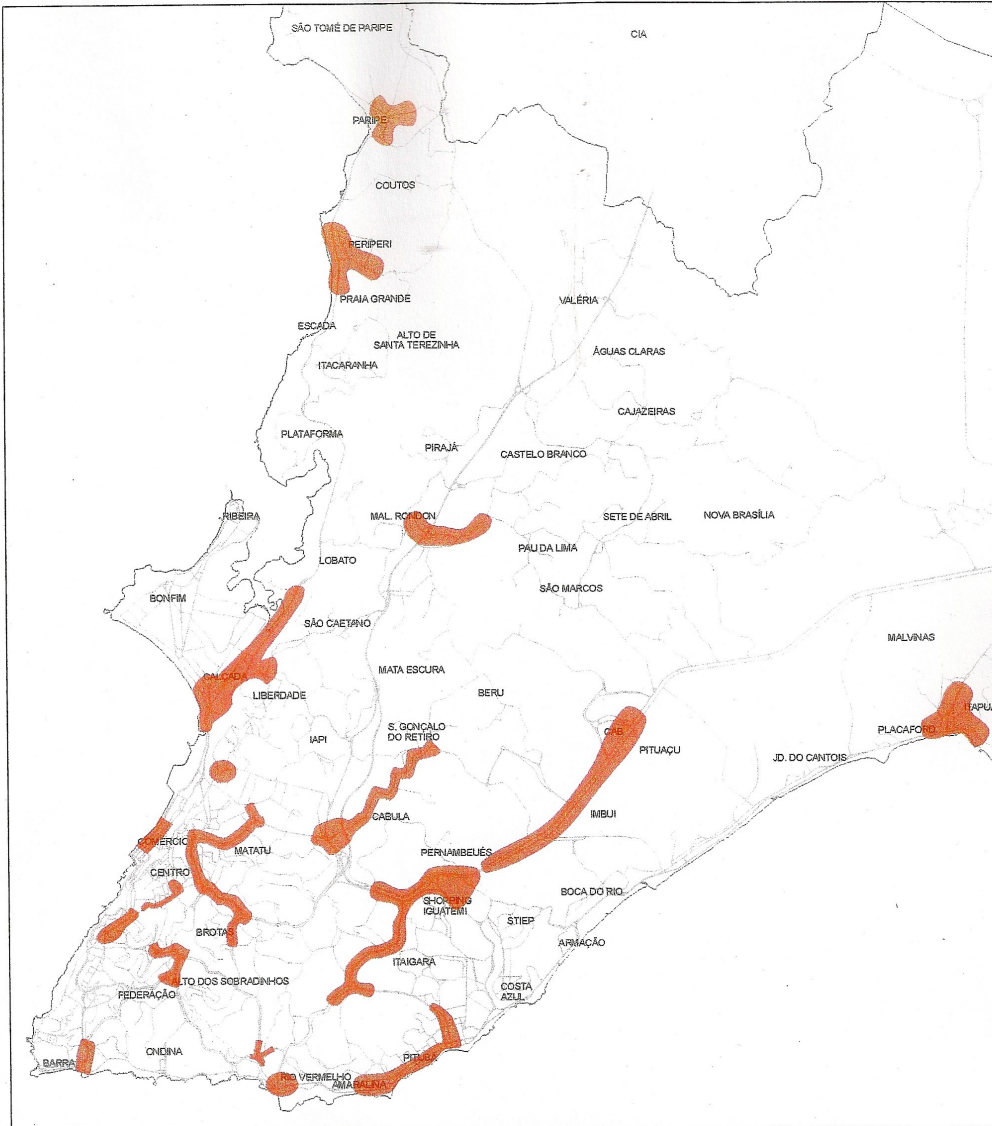 SÃO TOMÉ DE PARIPE
CIA
PARIPE
COUTOS
PERIPERI
PRAIA GRANDE
VALÉRIA
ESCADA
ALTO DE
SANTA TEREZINHA
ÁGUAS CLARAS
ITACARANHA
CAJAZEIRAS
PLATAFORMA
PIRAJÁ
CASTELO BRANCO
RIBEIRA
MAL. RONDON
SETE DE ABRIL
NOVA BRASÍLIA
PAU DA LIMA
LOBATO
SÃO MARCOS
BONFIM
SÃO CAETANO
MALVINAS
MATA ESCURA
CALÇADA
LIBERDADE
BERU
ITAPUA
S. GONÇALO
DO RETIRO
PLACAFORD
CAB
IAPI
PITUAÇU
JD. DO CANTOIS
CABULA
IMBUI
COMÉRCIO
MATATU
PERNAMBEUÉS
CENTRO
BOCA DO RIO
SHOPPING
IGUATEMI
STIEP
BROTAS
ARMAÇÃO
ITAIGARA
ALTO DOS SOBRADINHOS
COSTA
AZUL
FEDERAÇÃO
ONDINA
PITUBA
BARRA
RIO VERMELHO
AMARALINA